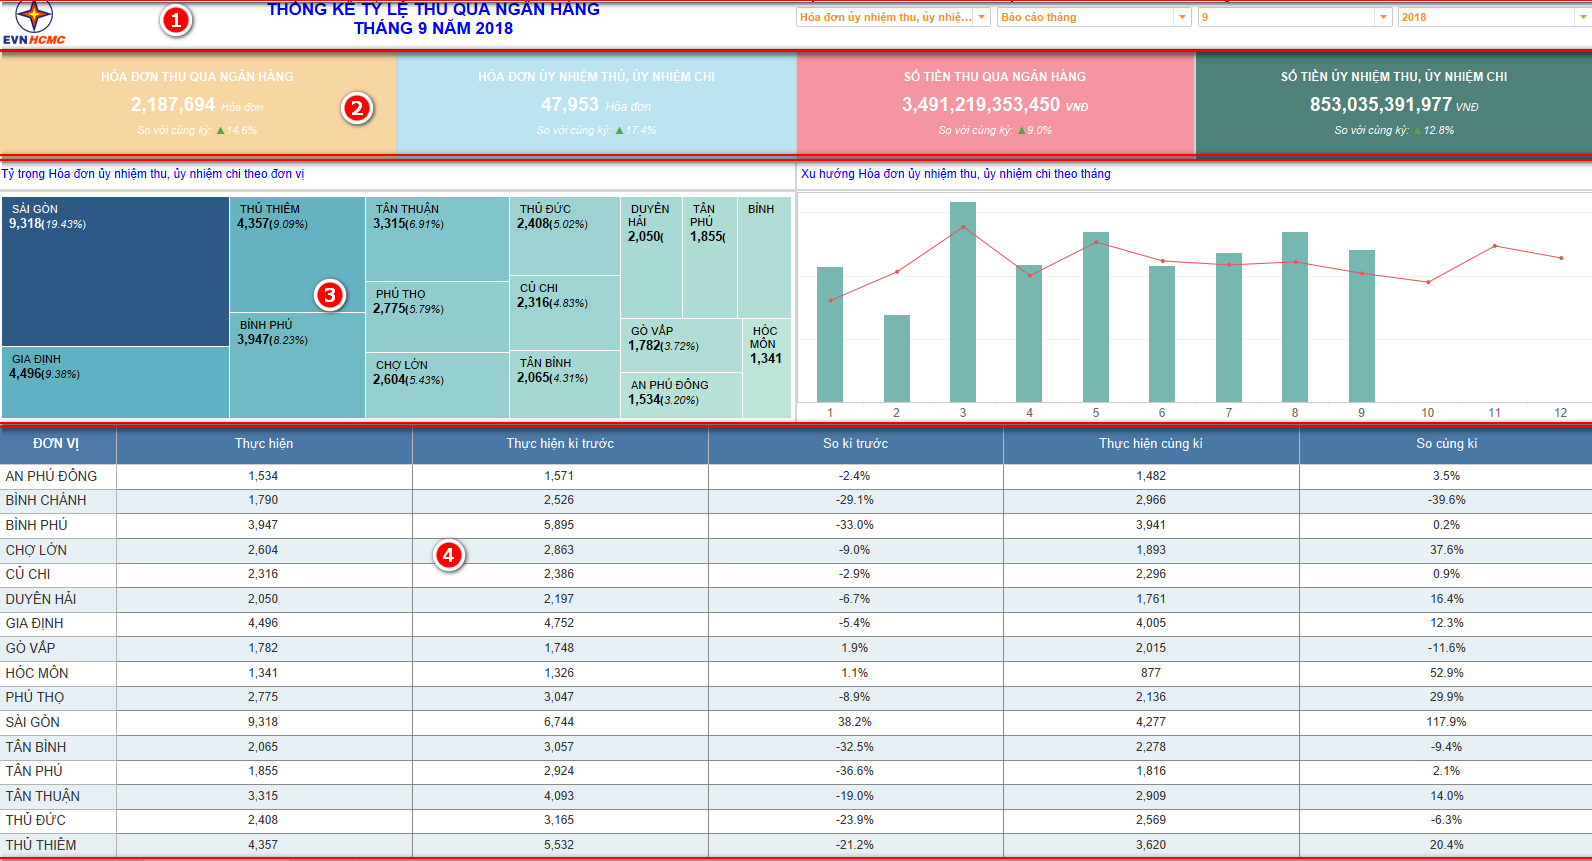 EVNHCMC
1
THỐNG KÊ TỶ LỆ THU QUA NGÂN HÀNG
THÁNG 9 NĂM 2018
Hóa đơn ủy nhiệm thu, ủy nhiệ...
Báo cáo tháng
9
2018
HÓA ĐƠN THU QUA NGÂN HÀNG
2,187,694 Hóa đơn
So với cùng kỳ: ▲14.6%
2
HÓA ĐƠN ỦY NHIỆM THU, ỦY NHIỆM CHI
47,953 Hóa đơn
So với cùng kỳ: ▲17.4%
SỐ TIỀN THU QUA NGÂN HÀNG
3,491,219,353,450 VNĐ
So với cùng kỳ: ▲9.0%
SỐ TIỀN ỦY NHIỆM THU, ỦY NHIỆM CHI
853,035,391,977 VNĐ
So với cùng kỳ: ▲12.8%
Tỷ trọng Hóa đơn ủy nhiệm thu, ủy nhiệm chi theo đơn vị
SÀI GÒN
9,318(19.43%)
GIA ĐỊNH
4,496(9.38%)
THỦ THIÊM
4,357(9.09%)
3
BÌNH PHÚ
3,947(8.23%)
TÂN THUẬN
3,315(6.91%)
PHÚ THỌ
2,775(5.79%)
CHỢ LỚN
2,604(5.43%)
THỦ ĐỨC
2,408(5.02%)
CỦ CHI
2,316(4.83%)
TÂN BÌNH
2,065(4.31%)
DUYÊN
HẢI
2,050(
TÂN
PHÚ
1,855(
BÌNH
GÒ VẤP
1,782(3.72%)
AN PHÚ ĐÔNG
1,534(3.20%)
HÓC
MÔN
1,341
Xu hướng Hóa đơn ủy nhiệm thu, ủy nhiệm chi theo tháng
1 2 3 4 5 6 7 8 9 10 11 12
ĐƠN VỊ Thực hiện Thực hiện kì trước So kì trước Thực hiện cùng kì So cùng kì
AN PHÚ ĐÔNG 1,534 1,571 -2.4% 1,482 3.5%
BÌNH CHÁNH 1,790 2,526 -29.1% 2,966 -39.6%
BÌNH PHÚ 3,947 5,895 -33.0% 3,941 0.2%
CHỢ LỚN 2,604 2,863 -9.0% 1,893 37.6%
4
CỦ CHI 2,316 2,386 -2.9% 2,296 0.9%
DUYÊN HẢI 2,050 2,197 -6.7% 1,761 16.4%
GIA ĐỊNH 4,496 4,752 -5.4% 4,005 12.3%
GÒ VẤP 1,782 1,748 1.9% 2,015 -11.6%
HÓC MÔN 1,341 1,326 1.1% 877 52.9%
PHÚ THỌ 2,775 3,047 -8.9% 2,136 29.9%
SÀI GÒN 9,318 6,744 38.2% 4,277 117.9%
TÂN BÌNH 2,065 3,057 -32.5% 2,278 -9.4%
TÂN PHÚ 1,855 2,924 -36.6% 1,816 2.1%
TÂN THUẬN 3,315 4,093 -19.0% 2,909 14.0%
THỦ ĐỨC 2,408 3,165 -23.9% 2,569 -6.3%
THỦ THIÊM 4,357 5,532 -21.2% 3,620 20.4%